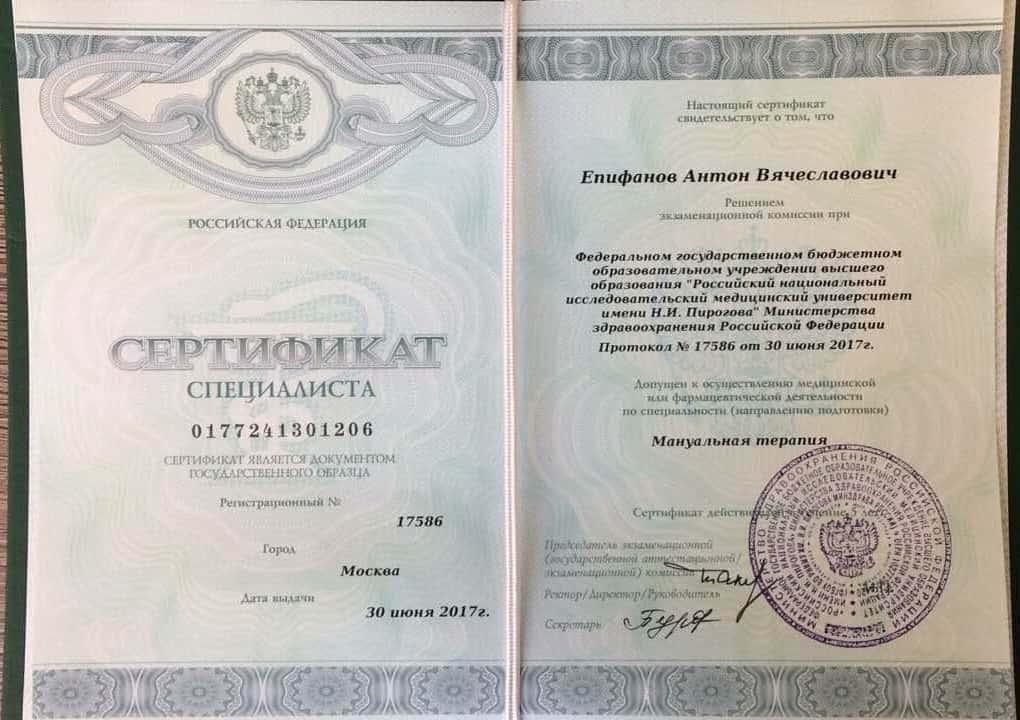 РОССИЙСКАЯ ФЕДЕРАЦИЯ
СЕРТИФИКАТ
СПЕЦИАЛИСТА
0177241301206
СЕРТИФИКАТ ЯВЛЯЕТСЯ ДОКУМЕНТОМ
ГОСУДАРСТВЕННОГО ОБРАЗЦА
Регистрационный №
17586
Город
Москва
Дата выдачи
30 июня 2017г.
Настоящий сертификат
свидетельствует о том, что
Епифанов Антон Вячеславович
Решением
экзаменационной комиссии при
Федеральном государственном бюджетном
образовательном учреждении высшего
образования "Российский национальный
исследовательский медицинский университет
имени Н.И. Пирогова" Министерства
здравоохранения Российской Федерации
Протокол № 17586 от 30 июня 2017г.
Допущен к осуществлению медицинской
или фармацевтической деятельности
по специальности (направлению подготовки)
Мануальная терапия
Сертификат действителен в течение 5 лет
Председатель экзаменационной
(государственной аттестационной/
экзаменационной) комиссии
Ректор/Директор/Руководитель
Секретарь